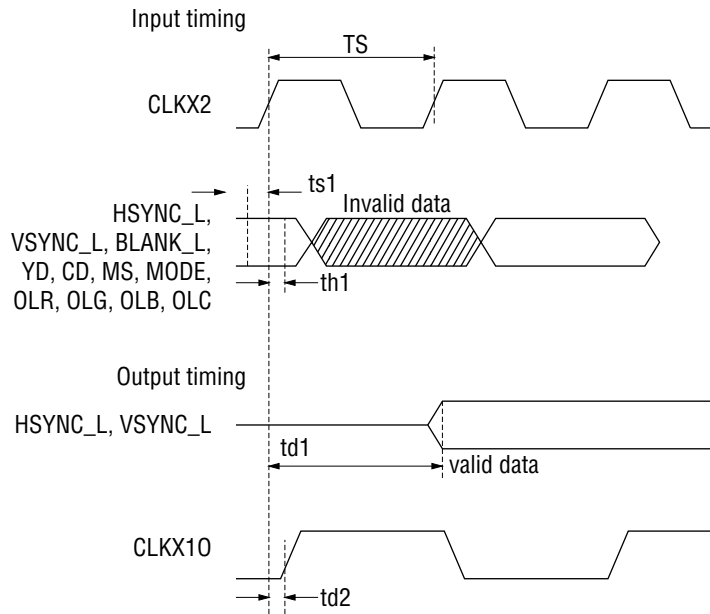 Input timing
TS
CLKX2
ts1
HSYNC_L,
VSYNC_L, BLANK_L,
YD, CD, MS, MODE,
OLR, OLG, OLB, OLC
Invalid data
th1
Output timing
HSYNC_L, VSYNC_L
td1
valid data
CLKX1O
td2